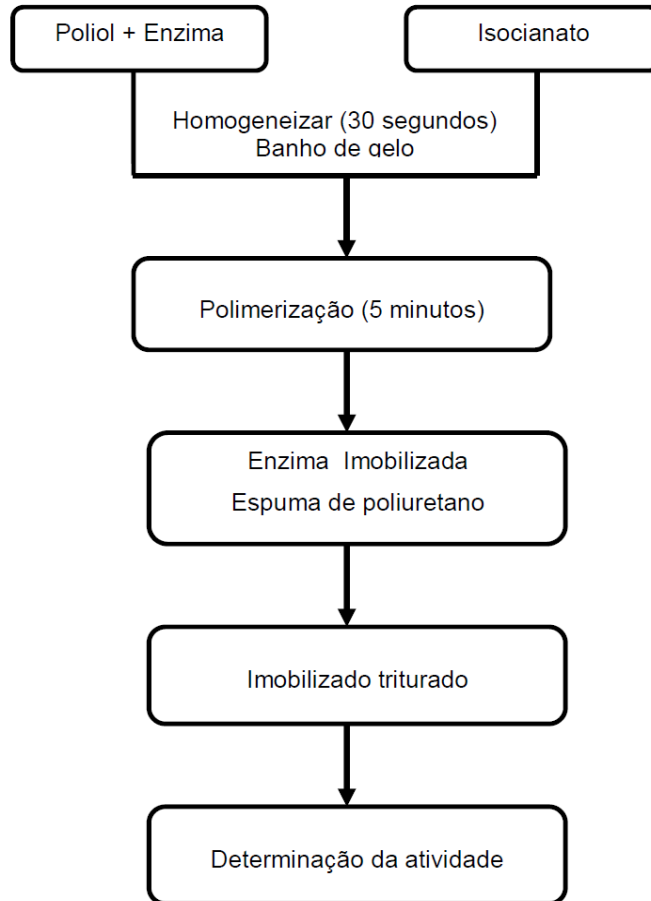 Poliol + Enzima
Isocianato
Homogeneizar (30 segundos)
Banho de gelo
Polimerização (5 minutos)
Enzima Imobilizada
Espuma de poliuretano
Imobilizado triturado
Determinação da atividade